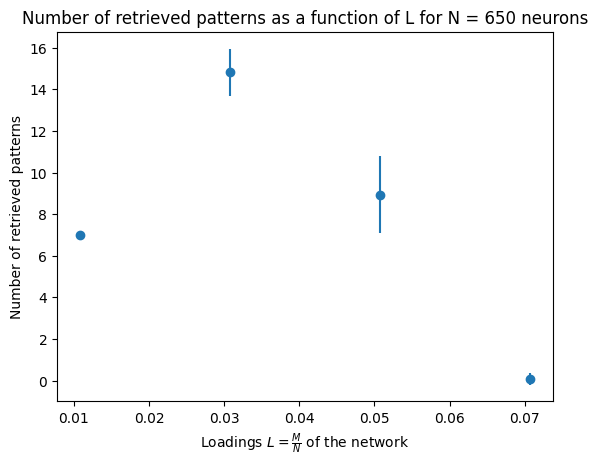 Number of retrieved patterns as a function of L for N = 650 neurons
16
14
12
10
8
6
4
2
0
Number of retrieved patterns
0.01 0.02 0.03 0.04 0.05 0.06 0.07
Loadings $L = \frac{M}{N}$ of the network